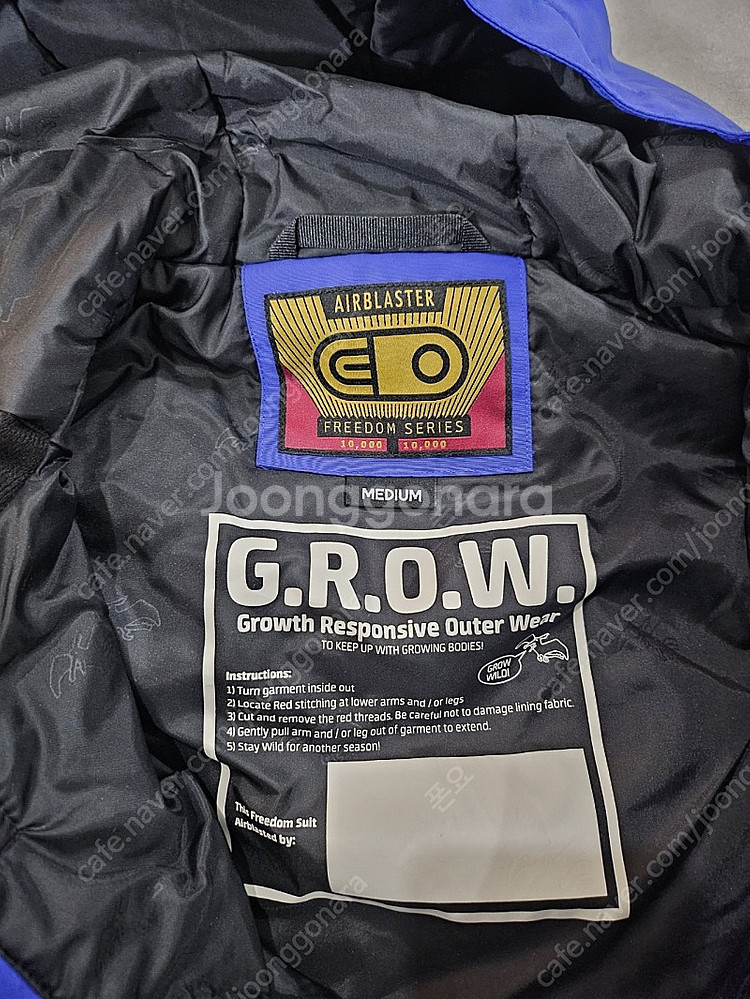 AIRBLASTER
FREEDOM SERIES
10,000 10,000
MEDIUM
Joonggonara
G.R.O.W.
Growth Responsive Outer Wear
TO KEEP UP WITH GROWING BODIES!
GROW
WILD!
Instructions:
1) Turn garment inside out
2) Locate Red stitching at lower arms and / or legs
3) Cut and remove the red threads. Be careful not to damage lining fabric.
4) Gently pull arm and / or leg out of garment to extend.
5) Stay Wild for another season!
This Freedom Suit
Airblasted by:
cafe.naver.com/joonggonara